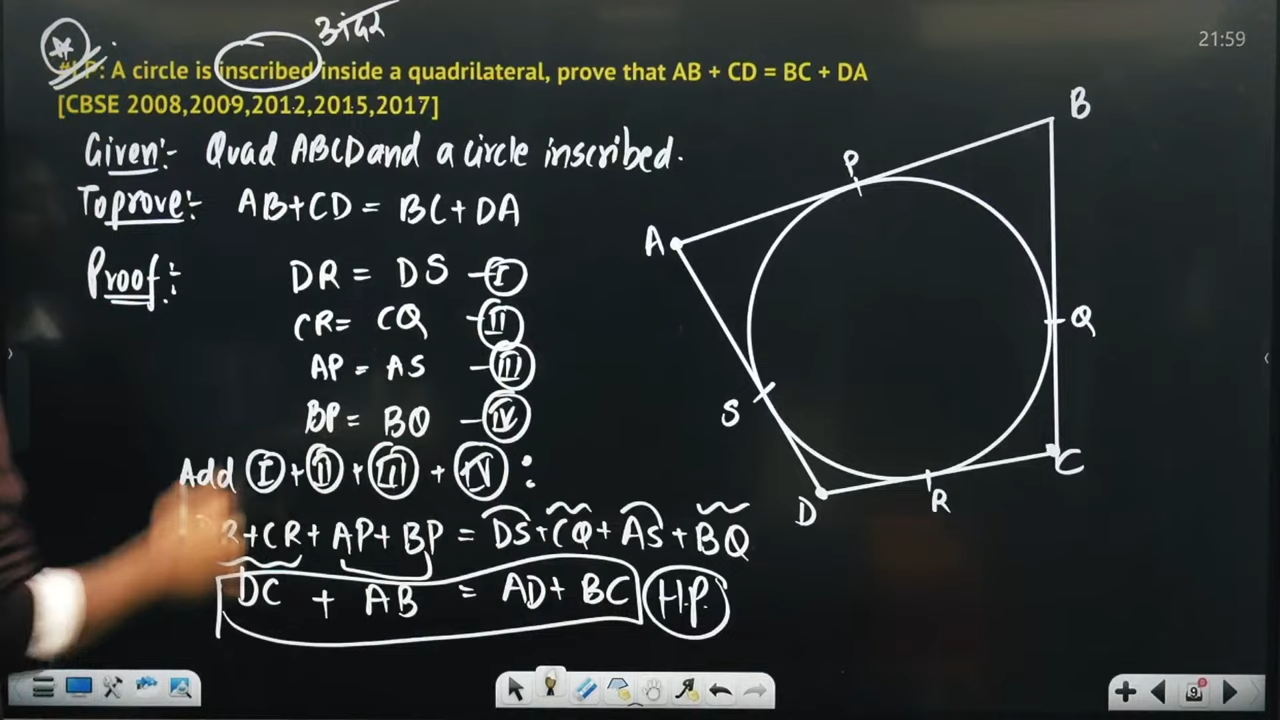 21:59
A circle is inscribed inside a quadrilateral, prove that AB + CD = BC + DA
[CBSE 2008,2009,2012,2015,2017]
Given:- Quad ABCD and a circle inscribed.
To prove:- AB+CD = BC+DA
Proof:-
DR = DS - I
CR = CQ - II
AP = AS - III
BP = BQ - IV
Add I + II + III + IV :
+CR+ AP+ BP = DS+CQ+AS+BQ
DC + AB = AD+ BC H.P.
B
P
A
Q
S
C
R
D
9